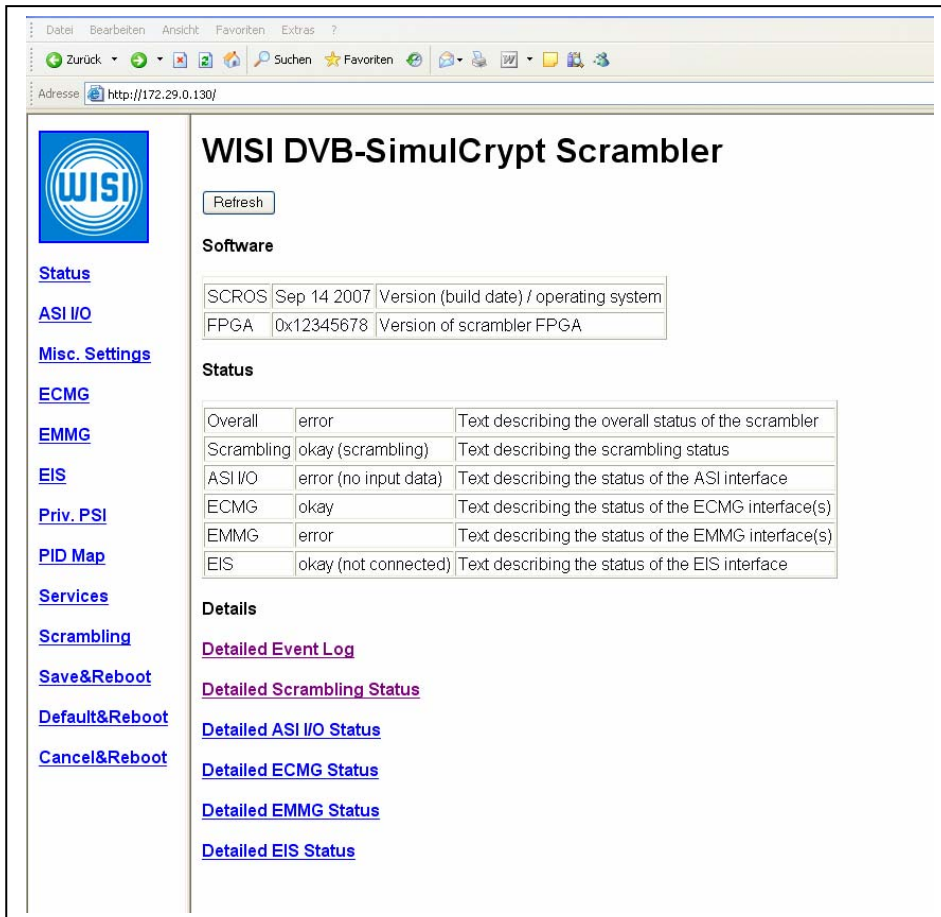 Datei Bearbeiten Ansicht Favoriten Extras ?
Zurück Suchen Favoriten
Adresse http://172.29.0.130/
WISI
WISI DVB-SimulCrypt Scrambler
Refresh
Software
SCROS Sep 14 2007 Version (build date) / operating system
FPGA 0x12345678 Version of scrambler FPGA
Status
Overall error Text describing the overall status of the scrambler
Scrambling okay (scrambling) Text describing the scrambling status
ASI I/O error (no input data) Text describing the status of the ASI interface
ECMG okay Text describing the status of the ECMG interface(s)
EMMG error Text describing the status of the EMMG interface(s)
EIS okay (not connected) Text describing the status of the EIS interface
Details
Detailed Event Log
Detailed Scrambling Status
Detailed ASI I/O Status
Detailed ECMG Status
Detailed EMMG Status
Detailed EIS Status
Status
ASI I/O
Misc. Settings
ECMG
EMMG
EIS
Priv. PSI
PID Map
Services
Scrambling
Save&Reboot
Default&Reboot
Cancel&Reboot